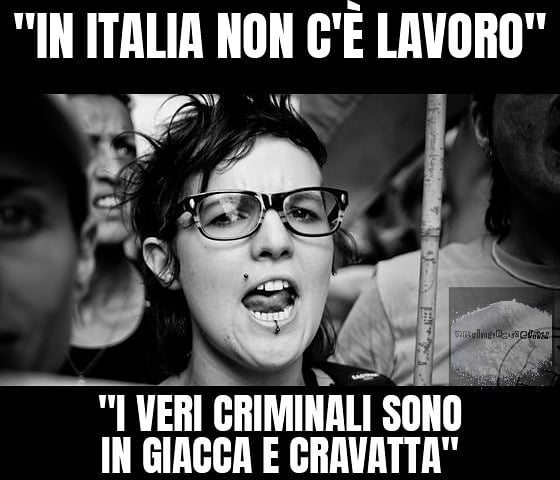 "IN ITALIA NON C'È LAVORO"
"I VERI CRIMINALI SONO
IN GIACCA E CRAVATTA"